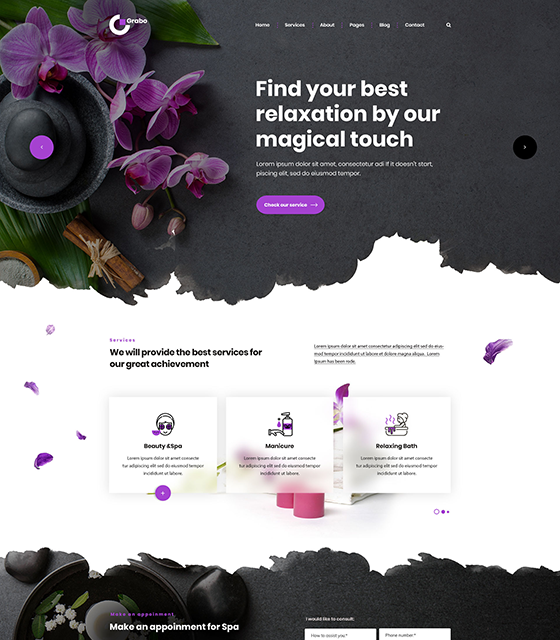 Grabo
Home Services About Pages Blog Contact
Find your best
relaxation by our
magical touch
Lorem ipsum dolor sit amet, consectetur adi If it doesn't start,
piscing elit, sed do eiusmod tempor.
Check our service
Services
We will provide the best services for
our great achievement
Lorem ipsum dolor sit amet consectetur adipisicing elit, sed do eius-
mod tempor incididunt ut labore et dolore magna aliqua. Lorem
ipsum has been rode.
Beauty &Spa
Lorem ipsum dolor sit amet consecte
tur adipiscing elit sed do eiusmod tempor
incididunt ut labore.
Manicure
Lorem ipsum dolor sit amet consecte
tur adipiscing elit sed do eiusmod tempor
incididunt ut labore.
Relaxing Bath
Lorem ipsum dolor sit amet consecte
tur adipiscing elit sed do eiusmod tempor
incididunt ut labore.
Make an appoinment
Make an appoinment for Spa
I would like to consult:
How to assist you?*
Phone number*